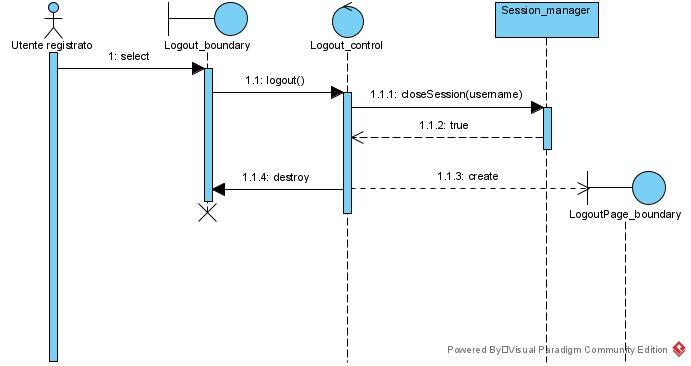 Session_manager
Utente registrato
Logout_boundary
Logout_control
1: select
1.1: logout()
1.1.1: closeSession(username)
1.1.2: true
1.1.4: destroy
1.1.3: create
LogoutPage_boundary
Powered By Visual Paradigm Community Edition